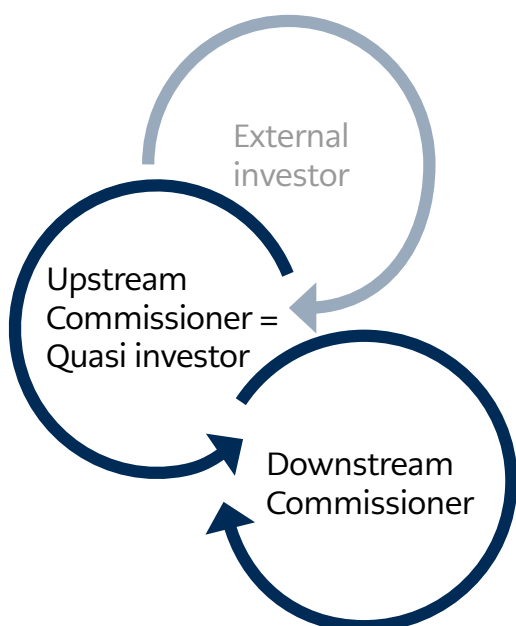 External
investor
Upstream
Commissioner =
Quasi investor
Downstream
Commissioner